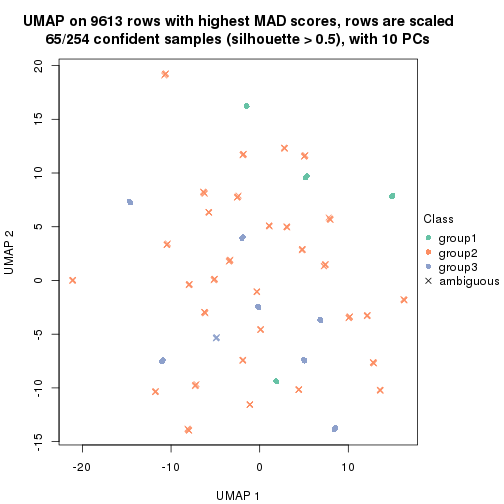 UMAP on 9613 rows with highest MAD scores, rows are scaled
65/254 confident samples (silhouette > 0.5), with 10 PCs
20
15
10
5
0
-5
-10
-15
UMAP 2
-20
-10
0
10
UMAP 1
Class
group1
group2
group3
ambiguous